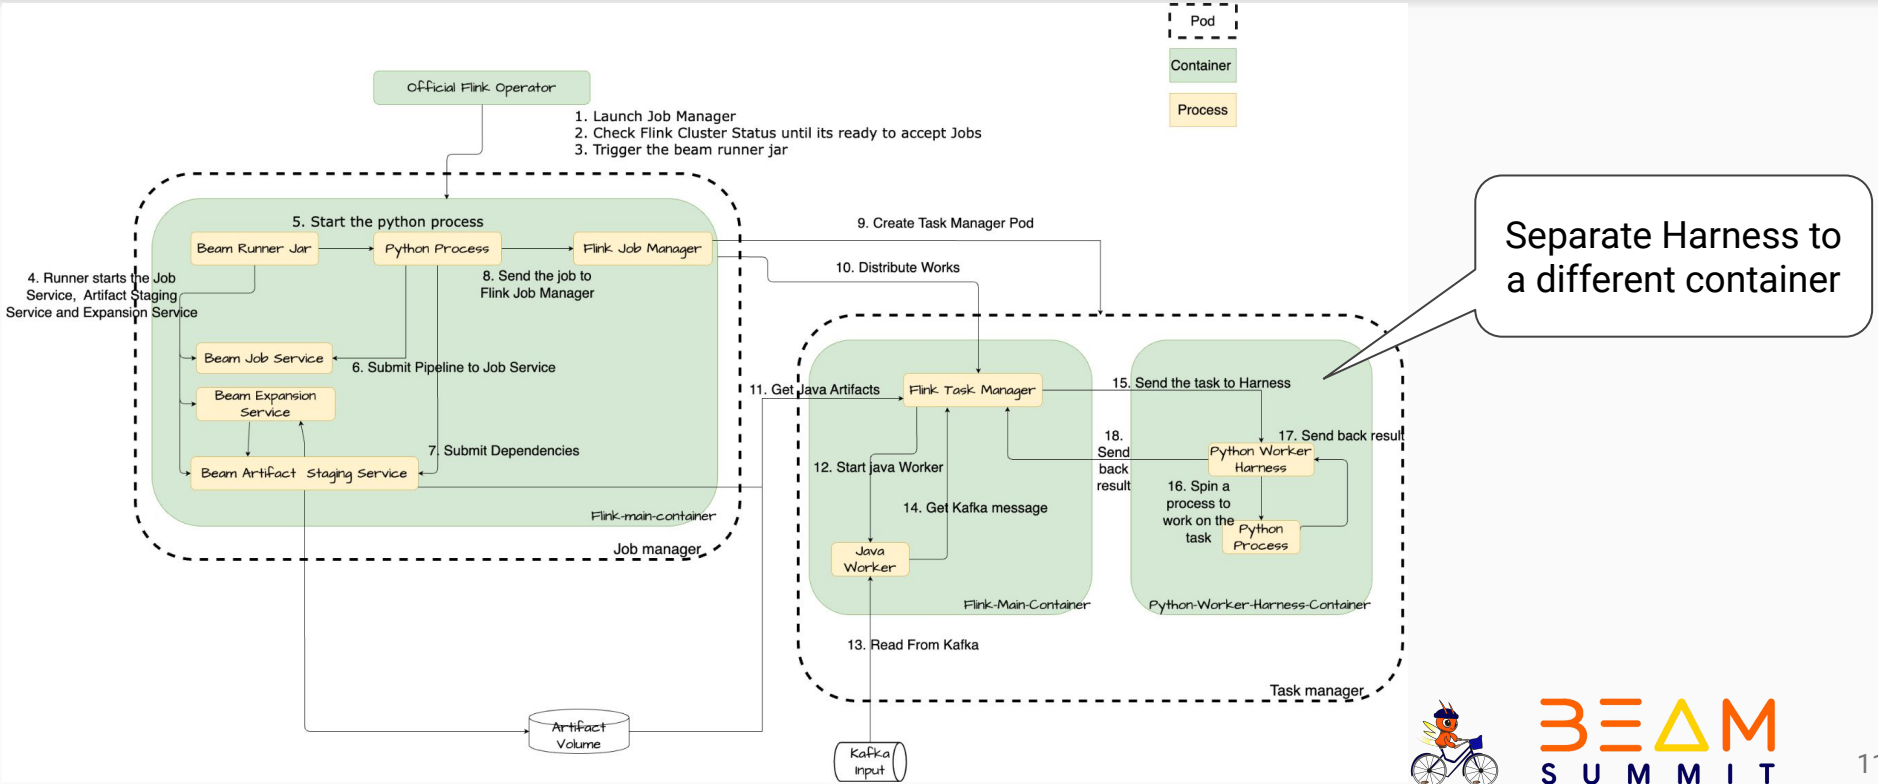 Pod
Container
Process
Official Flink Operator
1. Launch Job Manager
2. Check Flink Cluster Status until its ready to accept Jobs
3. Trigger the beam runner jar
5. Start the python process
Beam Runner Jar
Python Process
Flink Job Manager
4. Runner starts the Job
Service, Artifact Staging
Service and Expansion Service
8. Send the job to
Flink Job Manager
Beam Job Service
6. Submit Pipeline to Job Service
Beam Expansion
Service
7. Submit Dependencies
Beam Artifact Staging Service
Flink-main-container
Job manager
9. Create Task Manager Pod
10. Distribute Works
Separate Harness to
a different container
11. Get Java Artifacts
Flink Task Manager
15. Send the task to Harness
12. Start java Worker
14. Get Kafka message
18.
Send
back
result
17. Send back result
Python Worker
Harness
16. Spin a
process to
work on the
task
Python
Process
Java
Worker
Flink-Main-Container
Python-Worker-Harness-Container
13. Read From Kafka
Task manager
Artifact
Volume
Kafka
Input
BEAM
SUMMIT